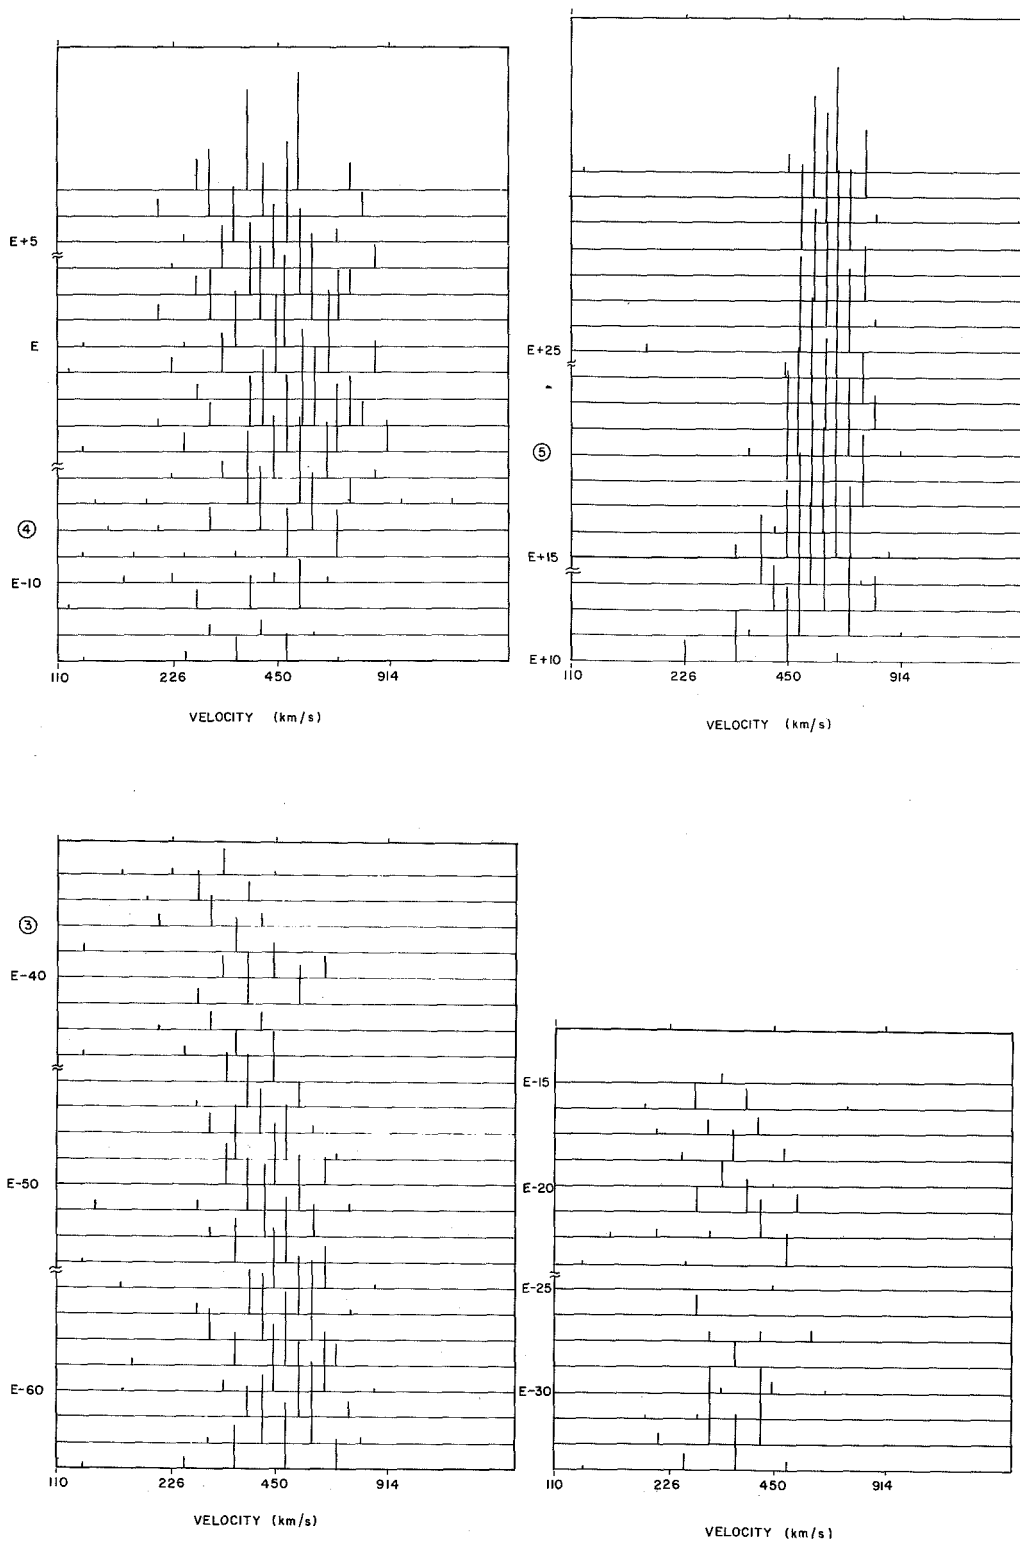 E+5
E
④
E-10
110 226 450 914
VELOCITY (km/s)
E+25
⑤
E+15
E+10
110 226 450 914
VELOCITY (km/s)
③
E-40
E-50
E-60
110 226 450 914
VELOCITY (km/s)
E-15
E-20
E-25
E-30
110 226 450 914
VELOCITY (km/s)